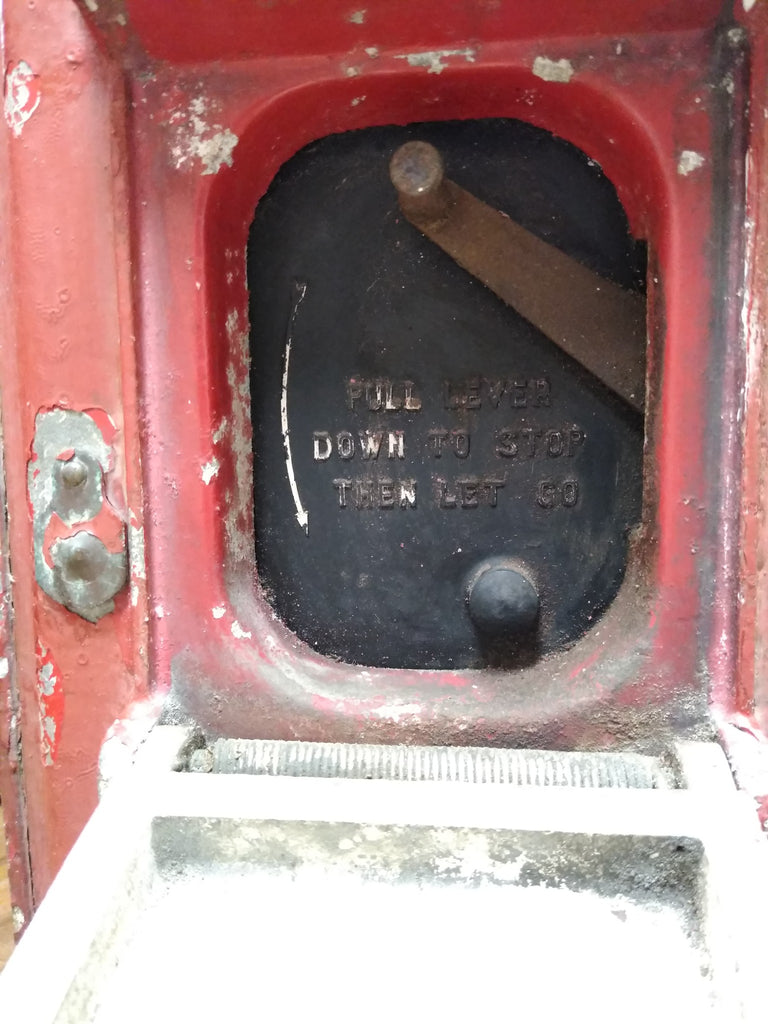 PULL LEVER
DOWN TO STOP
THEN LET GO